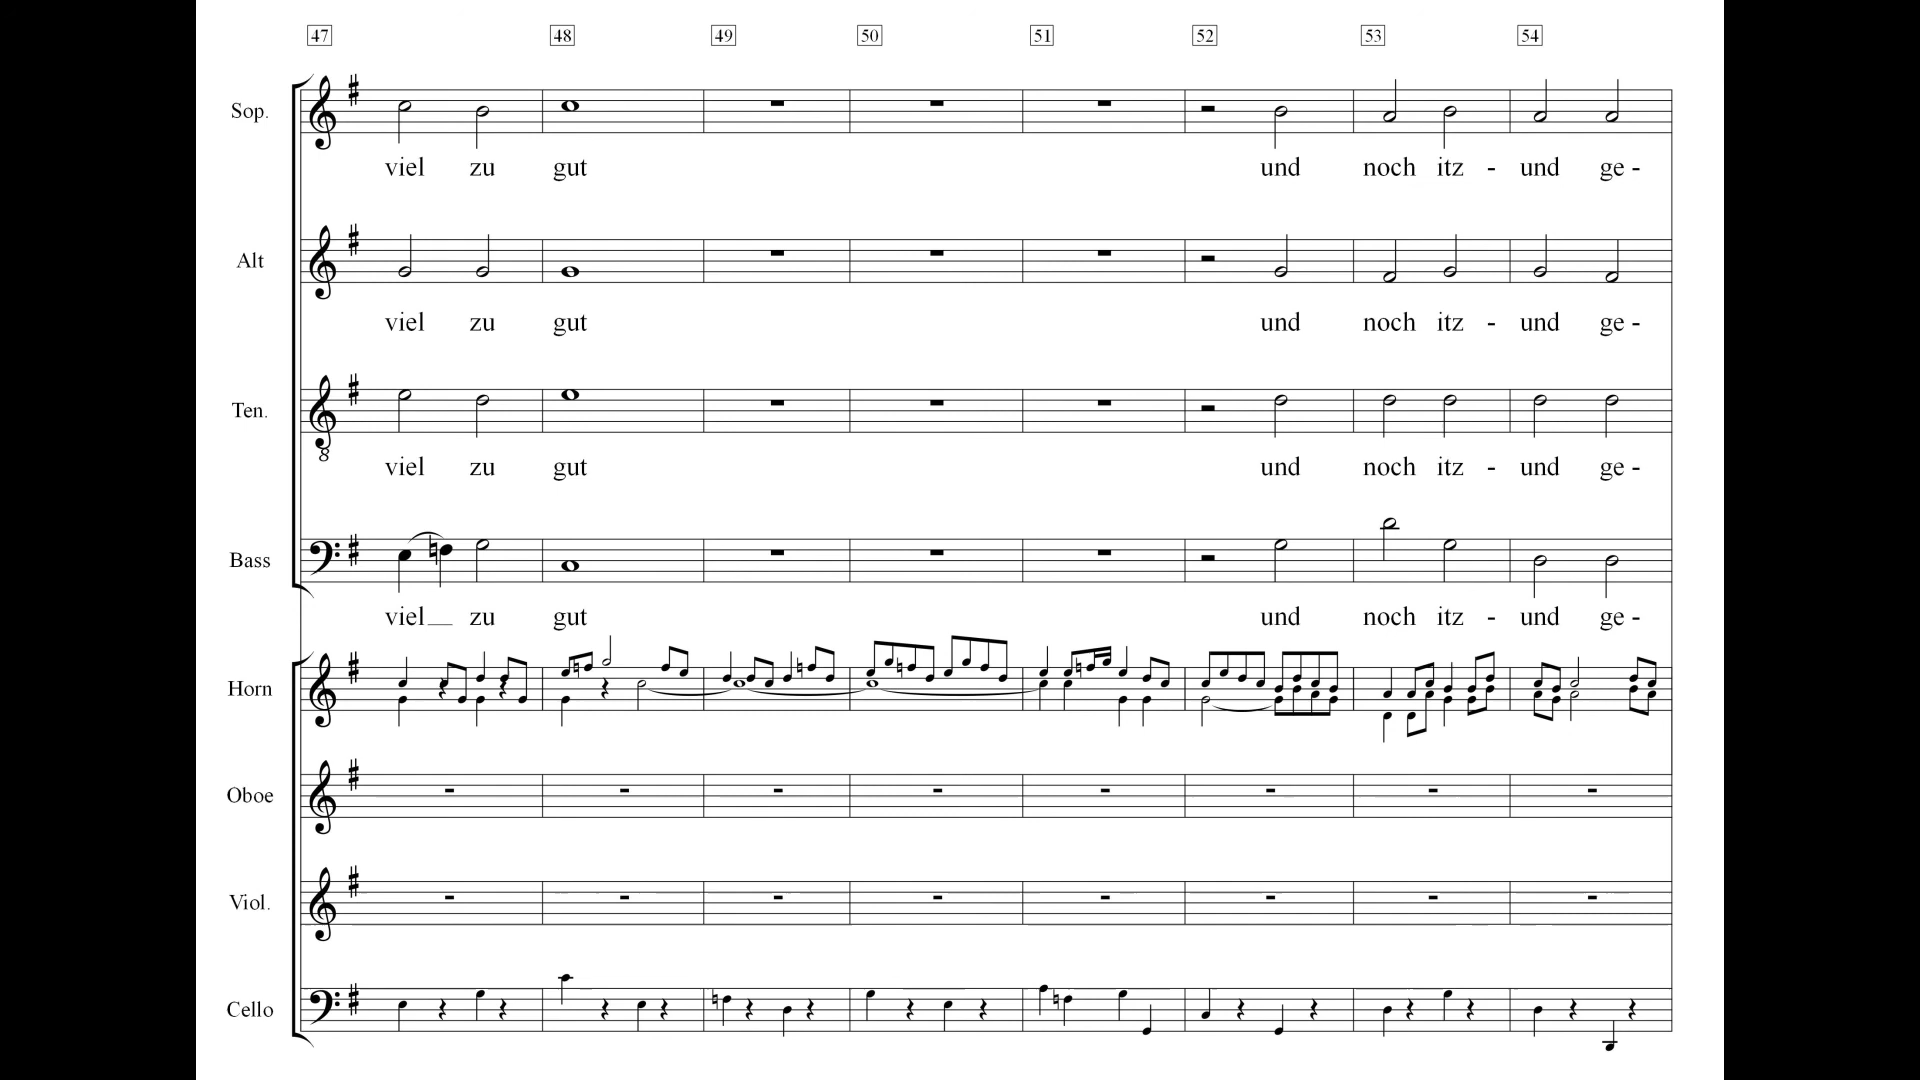 47 48 49 50 51 52 53 54
Sop.
viel zu gut und noch itz - und ge -
Alt
viel zu gut und noch itz - und ge -
Ten.
8
viel zu gut und noch itz - und ge -
Bass
viel zu gut und noch itz - und ge -
Horn
Oboe
Viol.
Cello